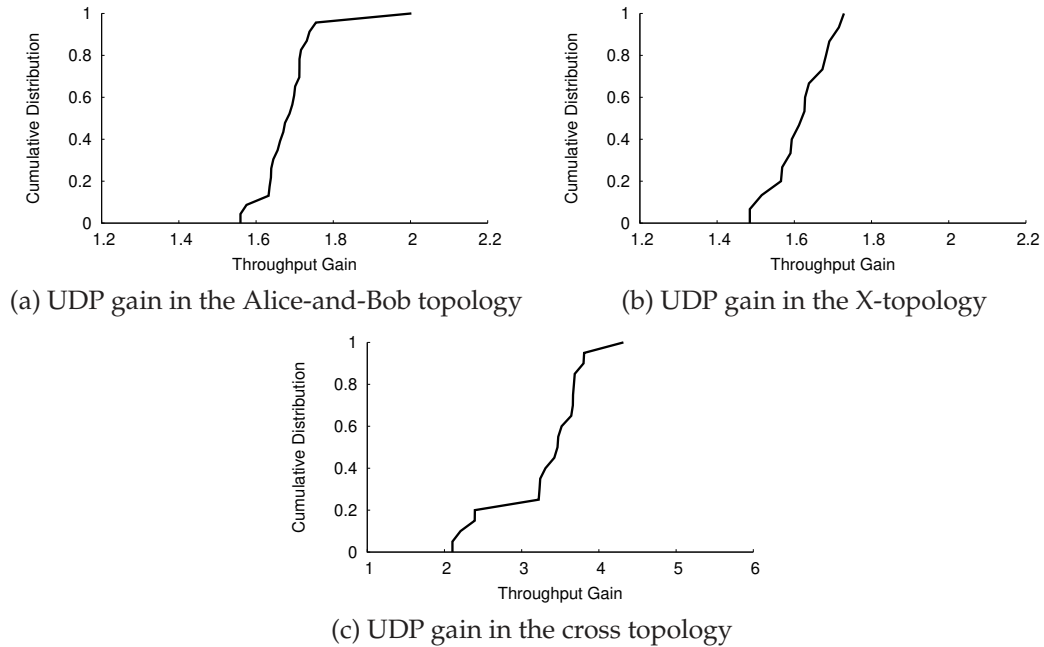 1
0.8
0.6
0.4
0.2
0
Cumulative Distribution
1.2 1.4 1.6 1.8 2 2.2
Throughput Gain
(a) UDP gain in the Alice-and-Bob topology
1
0.8
0.6
0.4
0.2
0
Cumulative Distribution
1.2 1.4 1.6 1.8 2 2.2
Throughput Gain
(b) UDP gain in the X-topology
1
0.8
0.6
0.4
0.2
0
Cumulative Distribution
1 2 3 4 5 6
Throughput Gain
(c) UDP gain in the cross topology